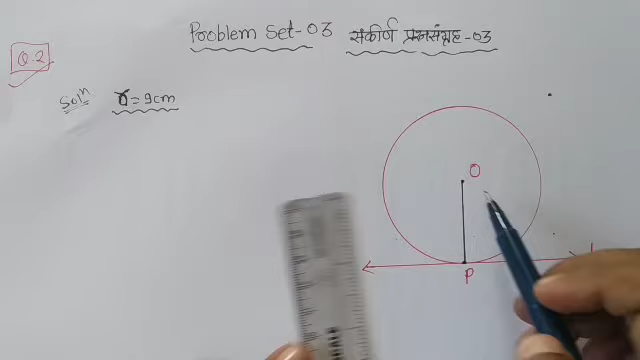 Problem Set-03 संकीर्ण प्रश्नसंग्रह-03
Q.2
Solⁿ r = 9cm
O
P